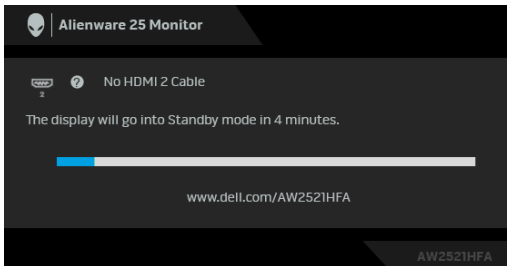 Alienware 25 Monitor
? No HDMI 2 Cable
2
The display will go into Standby mode in 4 minutes.
www.dell.com/AW2521HFA
AW2521HFA